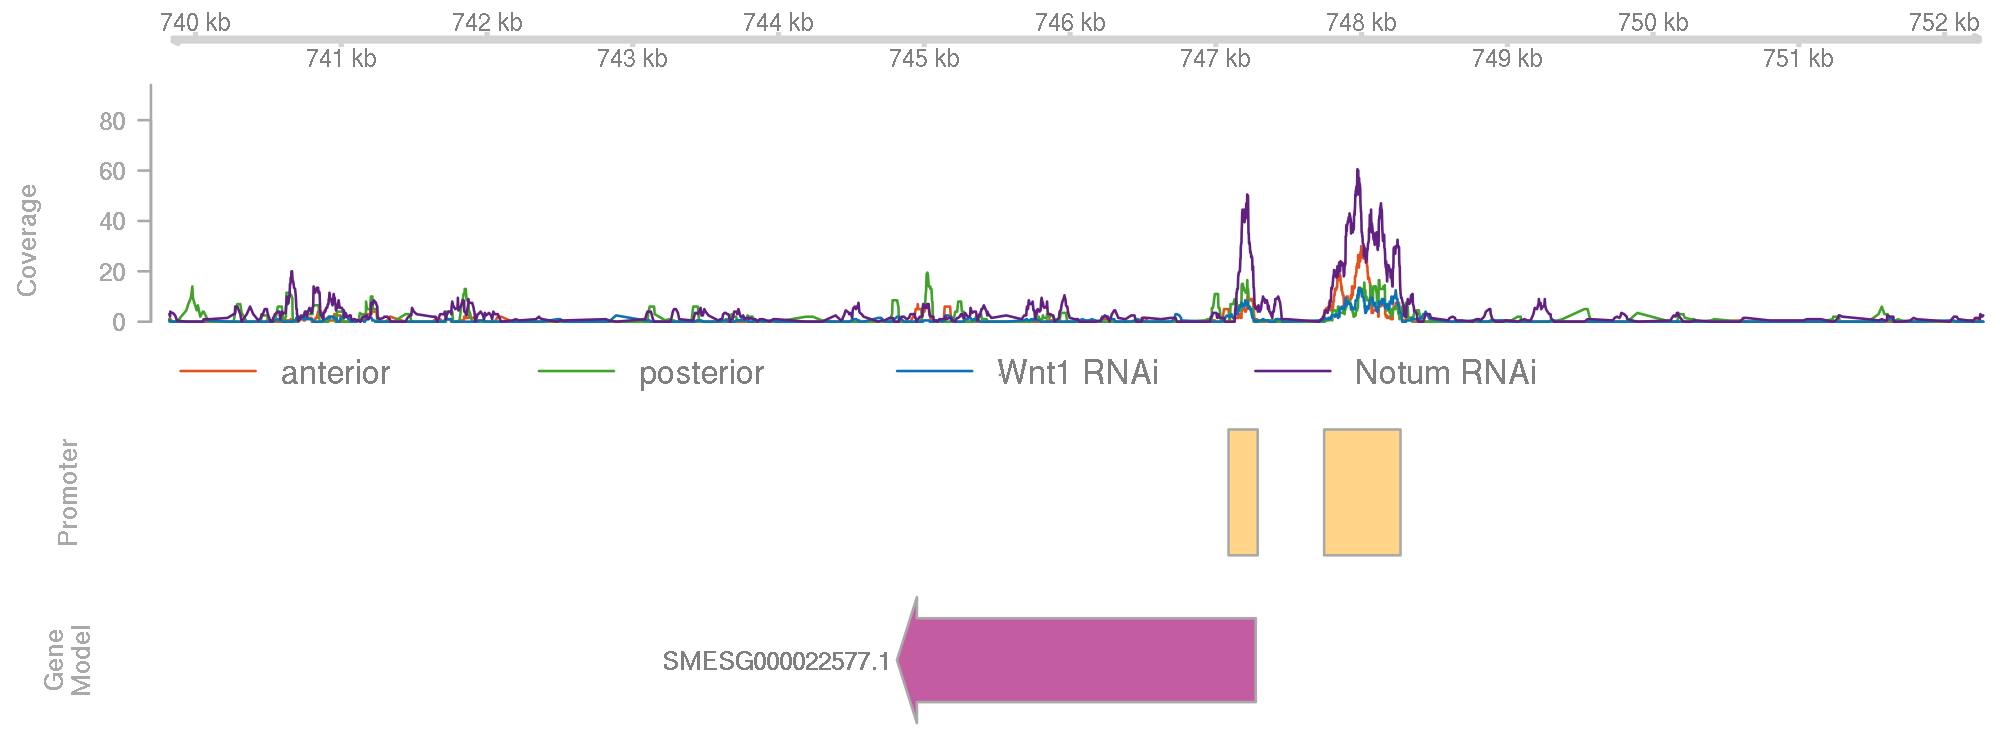 740 kb 742 kb 744 kb 746 kb 748 kb 750 kb 752 kb
741 kb 743 kb 745 kb 747 kb 749 kb 751 kb
Coverage
80
60
40
20
0
anterior posterior Wnt1 RNAi Notum RNAi
Promoter
Gene
Model
SMESG000022577.1